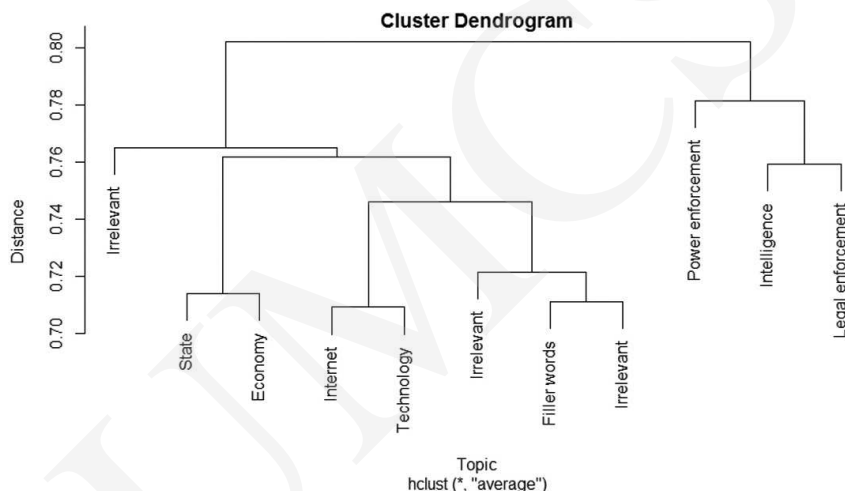 Cluster Dendrogram
Distance
0.80
0.78
0.76
0.74
0.72
0.70
Irrelevant
State
Economy
Internet
Technology
Irrelevant
Filler words
Irrelevant
Power enforcement
Intelligence
Legal enforcement
Topic
hclust (*, "average")
UMCS